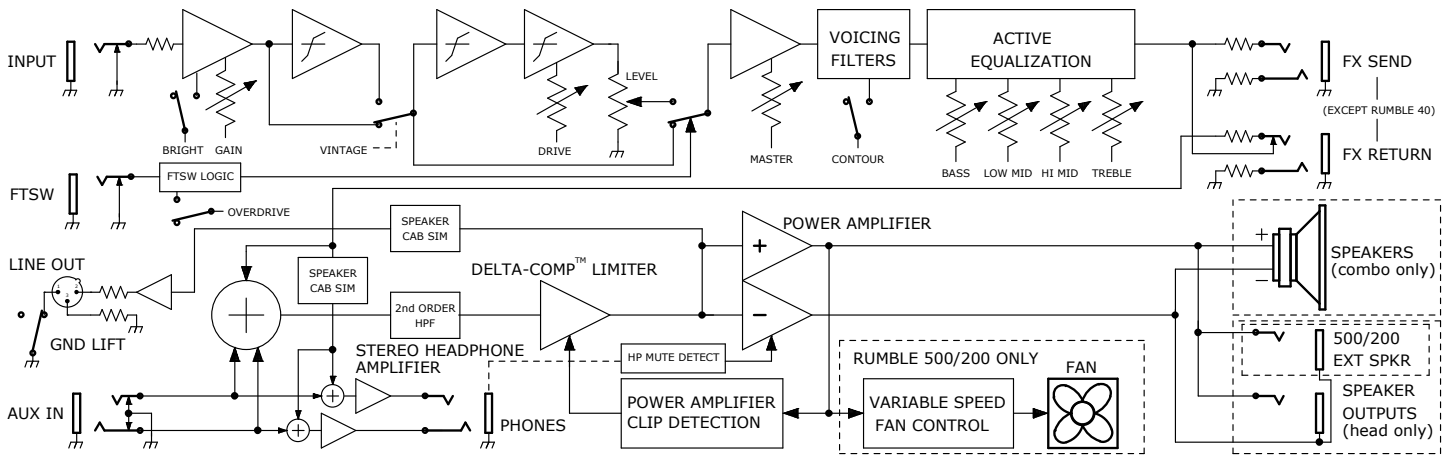 INPUT
BRIGHT
GAIN
VINTAGE
DRIVE
LEVEL
MASTER
VOICING
FILTERS
CONTOUR
ACTIVE
EQUALIZATION
BASS
LOW MID
HI MID
TREBLE
FX SEND
(EXCEPT RUMBLE 40)
FX RETURN
FTSW
FTSW LOGIC
OVERDRIVE
SPEAKER
CAB SIM
SPEAKER
CAB SIM
LINE OUT
1
2
3
GND LIFT
2nd ORDER
HPF
DELTA-COMP™ LIMITER
POWER AMPLIFIER
+
−
+
−
SPEAKERS
(combo only)
500/200
EXT SPKR
SPEAKER
OUTPUTS
(head only)
STEREO HEADPHONE
AMPLIFIER
HP MUTE DETECT
AUX IN
PHONES
POWER AMPLIFIER
CLIP DETECTION
RUMBLE 500/200 ONLY
VARIABLE SPEED
FAN CONTROL
FAN